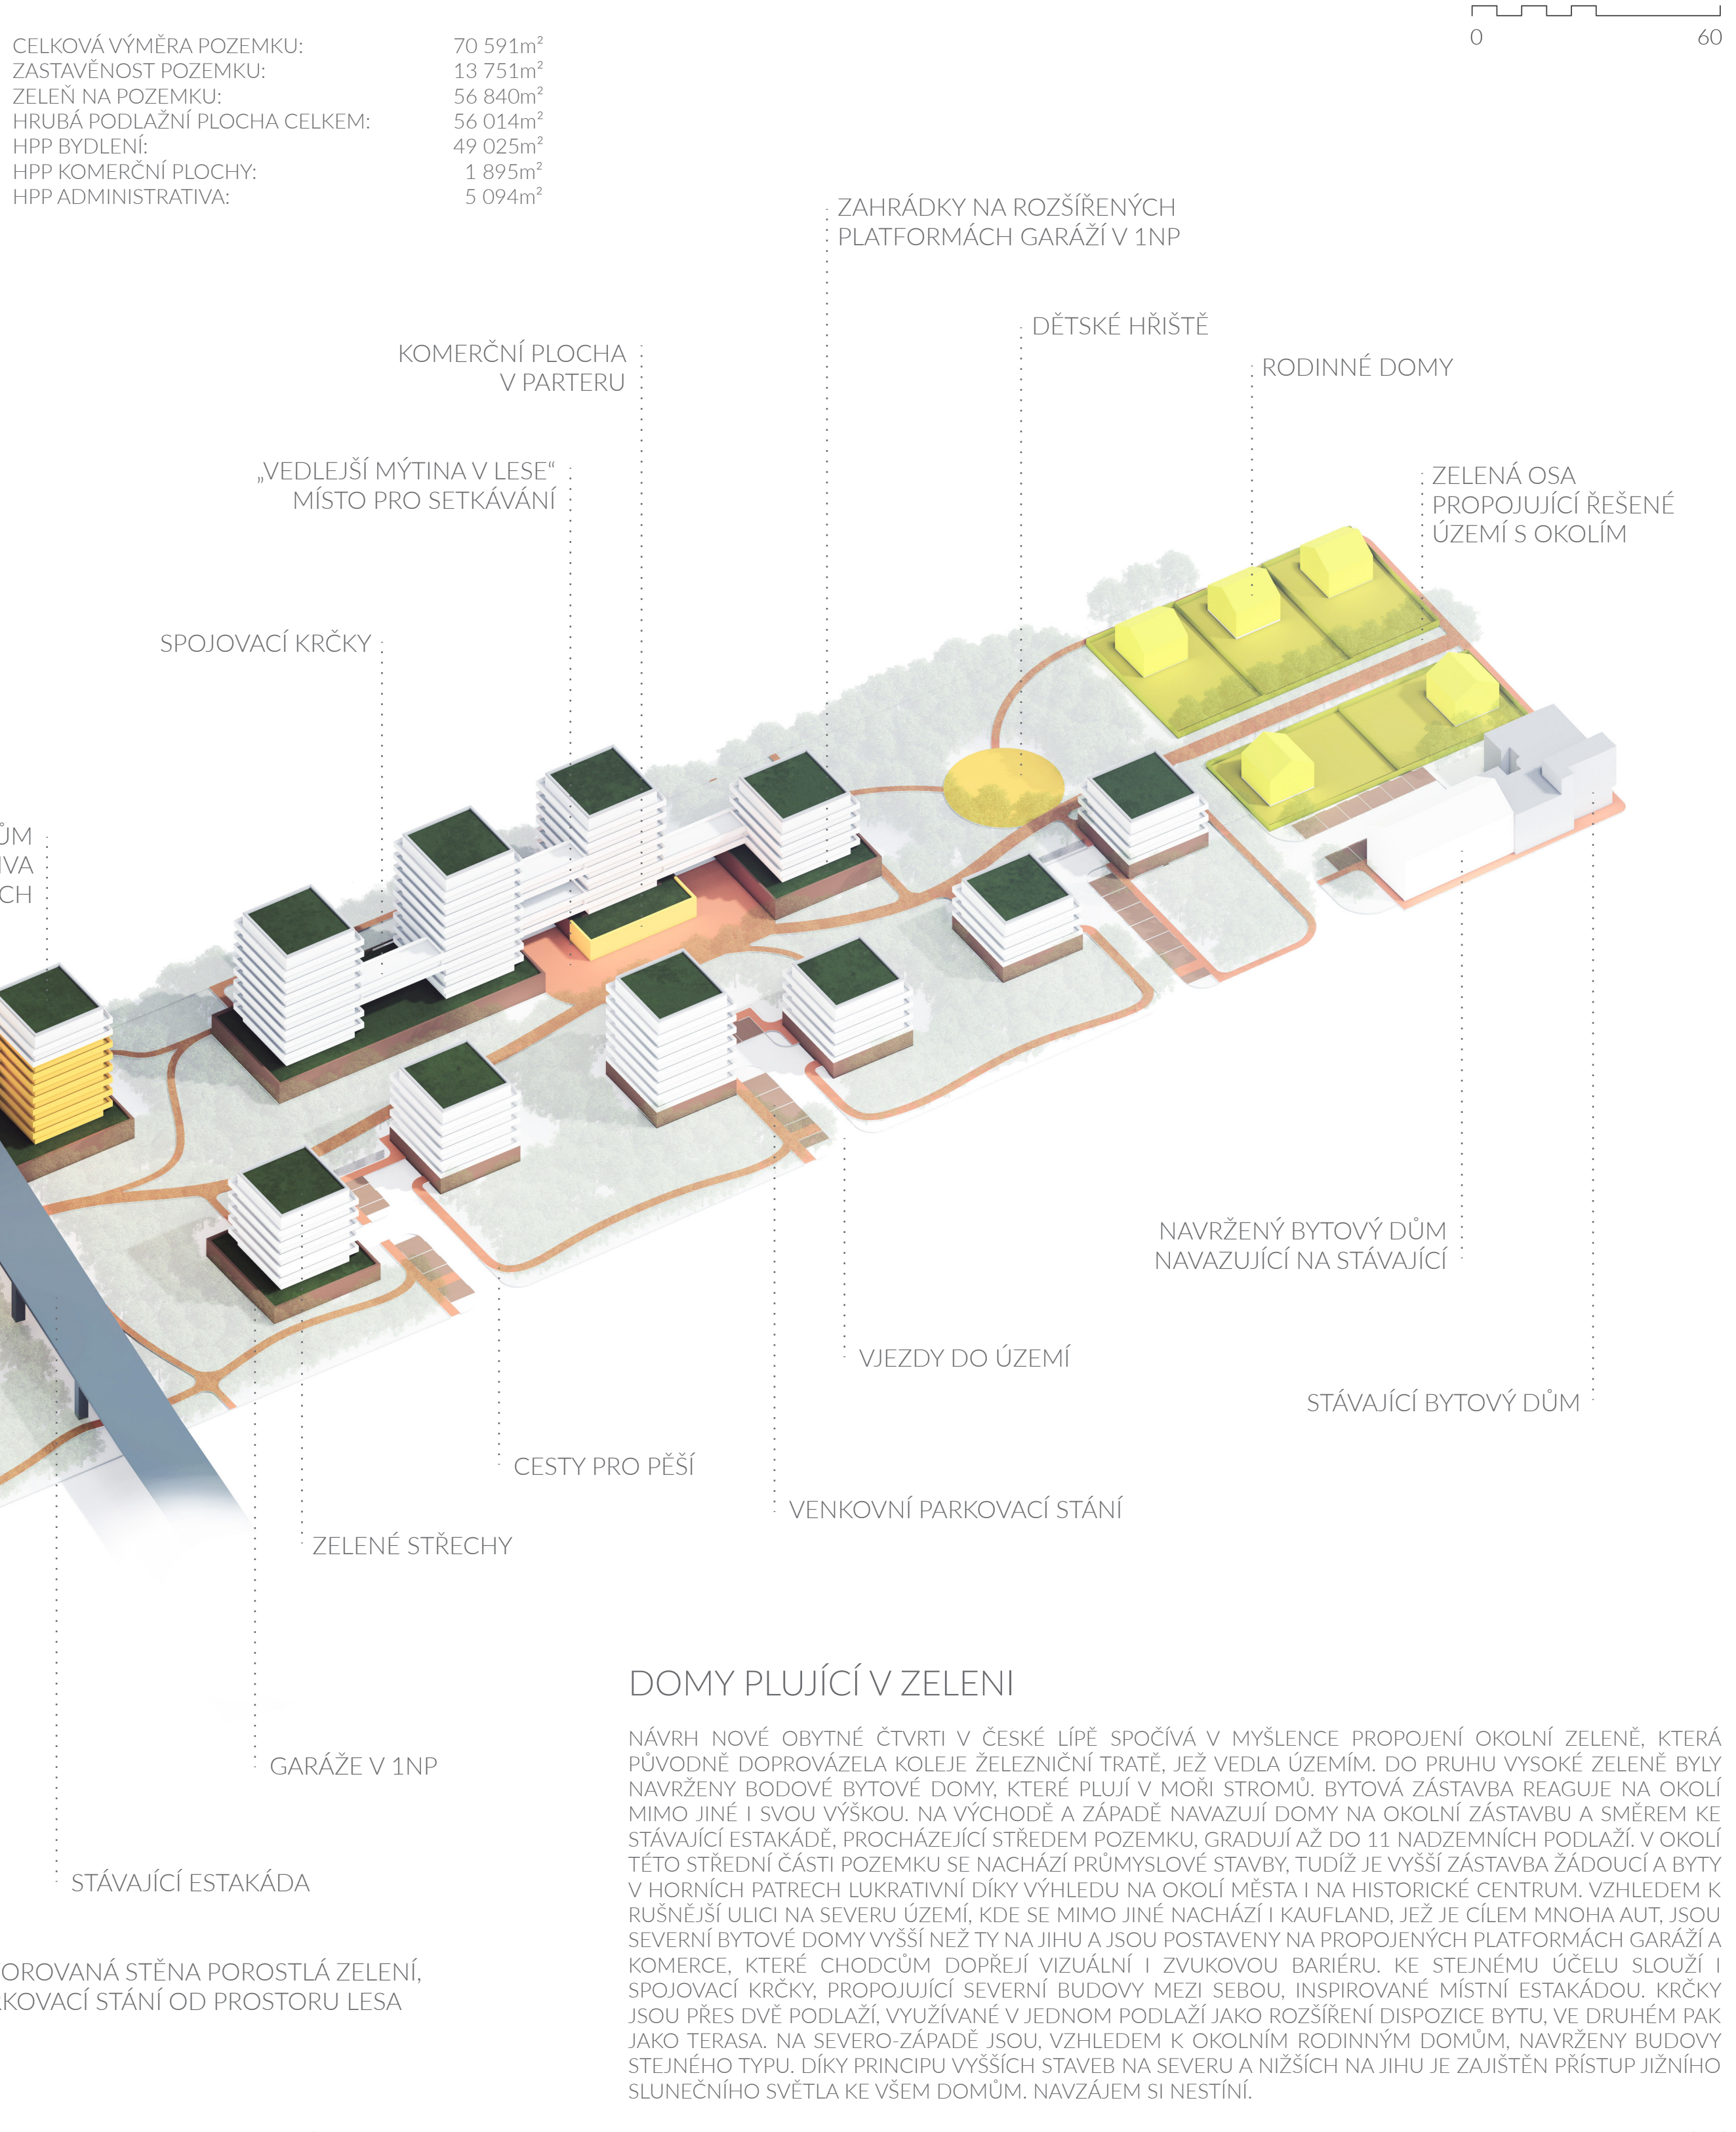 0 60
CELKOVÁ VÝMĚRA POZEMKU: 70 591m²
ZASTAVĚNOST POZEMKU: 13 751m²
ZELEŇ NA POZEMKU: 56 840m²
HRUBÁ PODLAŽNÍ PLOCHA CELKEM: 56 014m²
HPP BYDLENÍ: 49 025m²
HPP KOMERČNÍ PLOCHY: 1 895m²
HPP ADMINISTRATIVA: 5 094m²
ZAHRÁDKY NA ROZŠÍŘENÝCH
PLATFORMÁCH GARÁŽÍ V 1NP
DĚTSKÉ HŘIŠTĚ
KOMERČNÍ PLOCHA
V PARTERU
RODINNÉ DOMY
„VEDLEJŠÍ MÝTINA V LESE“
MÍSTO PRO SETKÁVÁNÍ
ZELENÁ OSA
PROPOJUJÍCÍ ŘEŠENÉ
ÚZEMÍ S OKOLÍM
SPOJOVACÍ KRČKY
ŮM
IVA
CH
NAVRŽENÝ BYTOVÝ DŮM
NAVAZUJÍCÍ NA STÁVAJÍCÍ
VJEZDY DO ÚZEMÍ
STÁVAJÍCÍ BYTOVÝ DŮM
CESTY PRO PĚŠÍ
VENKOVNÍ PARKOVACÍ STÁNÍ
ZELENÉ STŘECHY
GARÁŽE V 1NP
STÁVAJÍCÍ ESTAKÁDA
OROVANÁ STĚNA POROSTLÁ ZELENÍ,
RKOVACÍ STÁNÍ OD PROSTORU LESA
DOMY PLUJÍCÍ V ZELENI
NÁVRH NOVÉ OBYTNÉ ČTVRTI V ČESKÉ LÍPĚ SPOČÍVÁ V MYŠLENCE PROPOJENÍ OKOLNÍ ZELENĚ, KTERÁ
PŮVODNĚ DOPROVÁZELA KOLEJE ŽELEZNIČNÍ TRATĚ, JEŽ VEDLA ÚZEMÍM. DO PRUHU VYSOKÉ ZELENĚ BYLY
NAVRŽENY BODOVÉ BYTOVÉ DOMY, KTERÉ PLUJÍ V MOŘI STROMŮ. BYTOVÁ ZÁSTAVBA REAGUJE NA OKOLÍ
MIMO JINÉ I SVOU VÝŠKOU. NA VÝCHODĚ A ZÁPADĚ NAVAZUJÍ DOMY NA OKOLNÍ ZÁSTAVBU A SMĚREM KE
STÁVAJÍCÍ ESTAKÁDĚ, PROCHÁZEJÍCÍ STŘEDEM POZEMKU, GRADUJÍ AŽ DO 11 NADZEMNÍCH PODLAŽÍ. V OKOLÍ
TÉTO STŘEDNÍ ČÁSTI POZEMKU SE NACHÁZÍ PRŮMYSLOVÉ STAVBY, TUDÍŽ JE VYŠŠÍ ZÁSTAVBA ŽÁDOUCÍ A BYTY
V HORNÍCH PATRECH LUKRATIVNÍ DÍKY VÝHLEDU NA OKOLÍ MĚSTA I NA HISTORICKÉ CENTRUM. VZHLEDEM K
RUŠNĚJŠÍ ULICI NA SEVERU ÚZEMÍ, KDE SE MIMO JINÉ NACHÁZÍ I KAUFLAND, JEŽ JE CÍLEM MNOHA AUT, JSOU
SEVERNÍ BYTOVÉ DOMY VYŠŠÍ NEŽ TY NA JIHU A JSOU POSTAVENY NA PROPOJENÝCH PLATFORMÁCH GARÁŽÍ A
KOMERCE, KTERÉ CHODCŮM DOPŘEJÍ VIZUÁLNÍ I ZVUKOVOU BARIÉRU. KE STEJNÉMU ÚČELU SLOUŽÍ I
SPOJOVACÍ KRČKY, PROPOJUJÍCÍ SEVERNÍ BUDOVY MEZI SEBOU, INSPIROVANÉ MÍSTNÍ ESTAKÁDOU. KRČKY
JSOU PŘES DVĚ PODLAŽÍ, VYUŽÍVANÉ V JEDNOM PODLAŽÍ JAKO ROZŠÍŘENÍ DISPOZICE BYTU, VE DRUHÉM PAK
JAKO TERASA. NA SEVERO-ZÁPADĚ JSOU, VZHLEDEM K OKOLNÍM RODINNÝM DOMŮM, NAVRŽENY BUDOVY
STEJNÉHO TYPU. DÍKY PRINCIPU VYŠŠÍCH STAVEB NA SEVERU A NIŽŠÍCH NA JIHU JE ZAJIŠTĚN PŘÍSTUP JIŽNÍHO
SLUNEČNÍHO SVĚTLA KE VŠEM DOMŮM. NAVZÁJEM SI NESTÍNÍ.